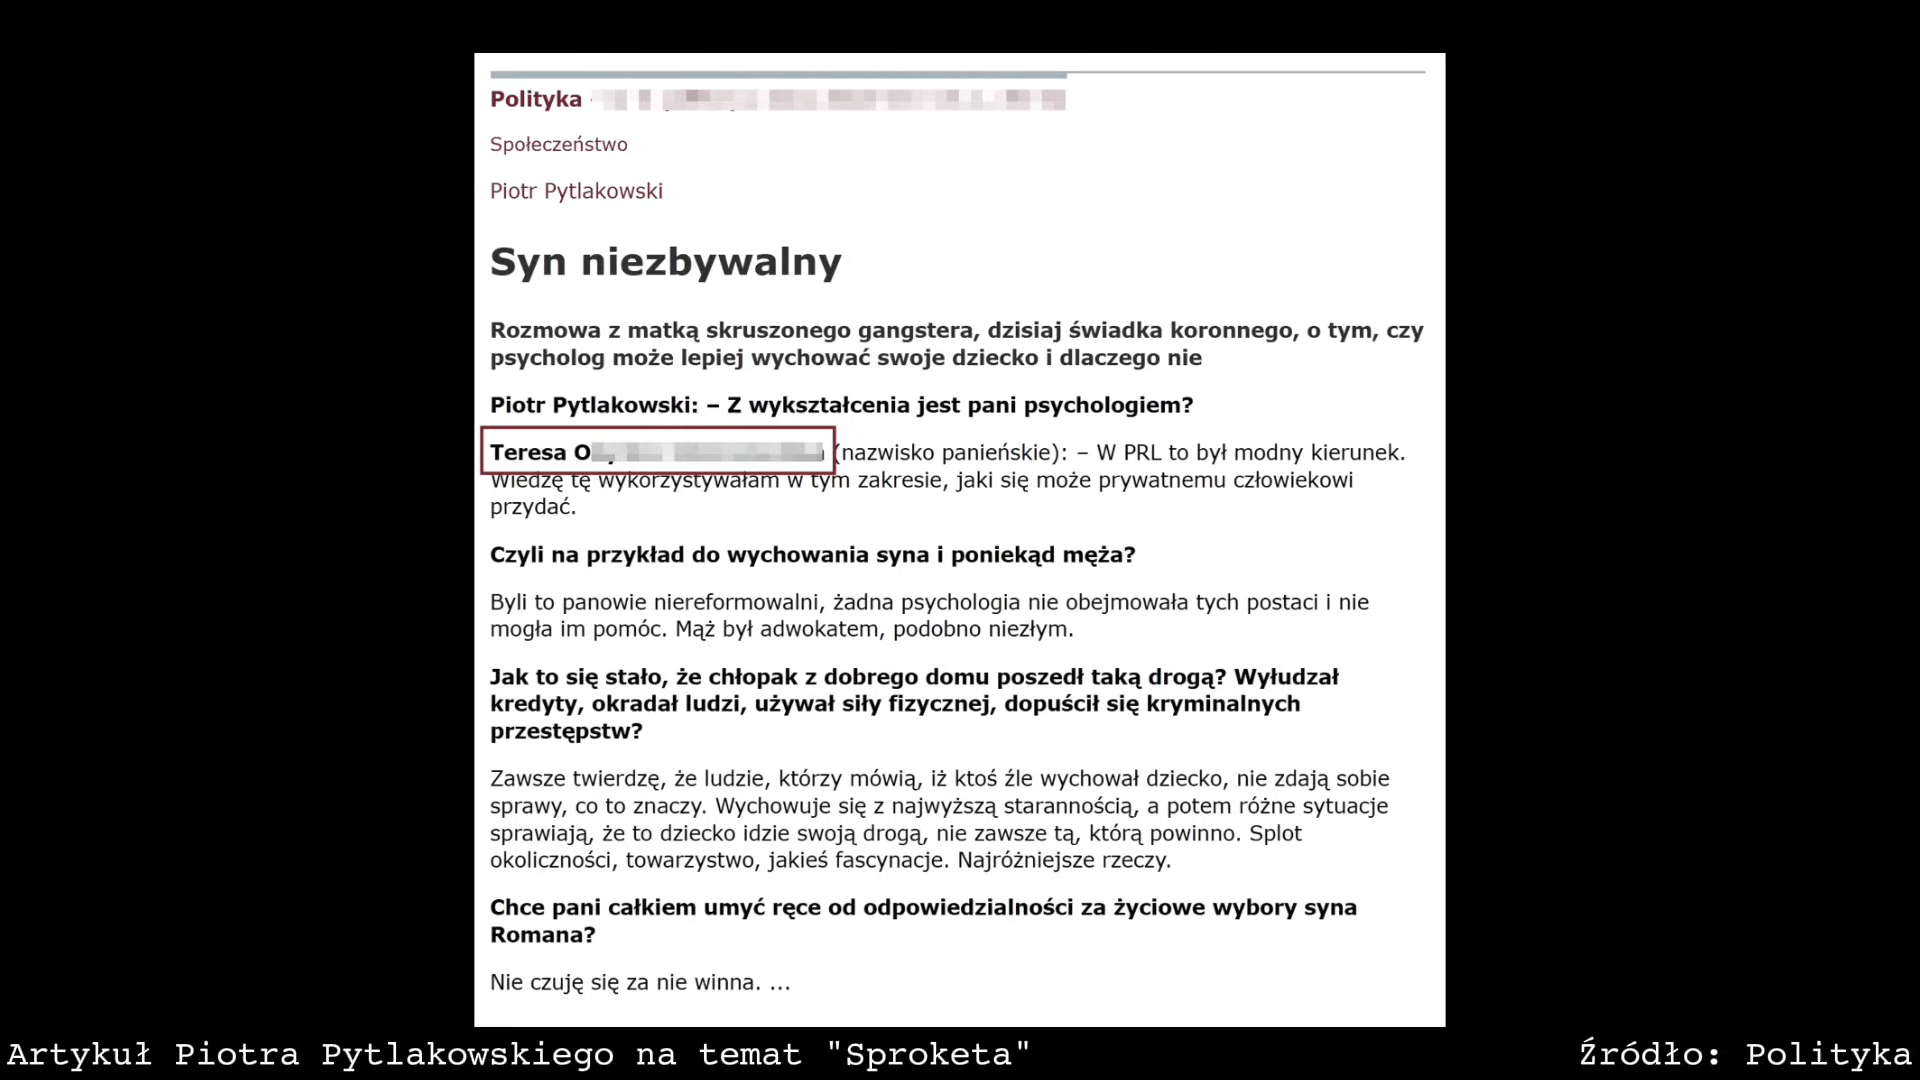 Polityka
Społeczeństwo
Piotr Pytlakowski
Syn niezbywalny
Rozmowa z matką skruszonego gangstera, dzisiaj świadka koronnego, o tym, czy
psycholog może lepiej wychować swoje dziecko i dlaczego nie
Piotr Pytlakowski: – Z wykształcenia jest pani psychologiem?
Teresa O (nazwisko panieńskie): – W PRL to był modny kierunek.
Wiedzę tę wykorzystywałam w tym zakresie, jaki się może prywatnemu człowiekowi
przydać.
Czyli na przykład do wychowania syna i poniekąd męża?
Byli to panowie niereformowalni, żadna psychologia nie obejmowała tych postaci i nie
mogła im pomóc. Mąż był adwokatem, podobno niezłym.
Jak to się stało, że chłopak z dobrego domu poszedł taką drogą? Wyłudzał
kredyty, okradał ludzi, używał siły fizycznej, dopuścił się kryminalnych
przestępstw?
Zawsze twierdzę, że ludzie, którzy mówią, iż ktoś źle wychował dziecko, nie zdają sobie
sprawy, co to znaczy. Wychowuje się z najwyższą starannością, a potem różne sytuacje
sprawiają, że to dziecko idzie swoją drogą, nie zawsze tą, którą powinno. Splot
okoliczności, towarzystwo, jakieś fascynacje. Najróżniejsze rzeczy.
Chce pani całkiem umyć ręce od odpowiedzialności za życiowe wybory syna
Romana?
Nie czuję się za nie winna. ...
Artykuł Piotra Pytlakowskiego na temat "Sproketa"
Źródło: Polityka